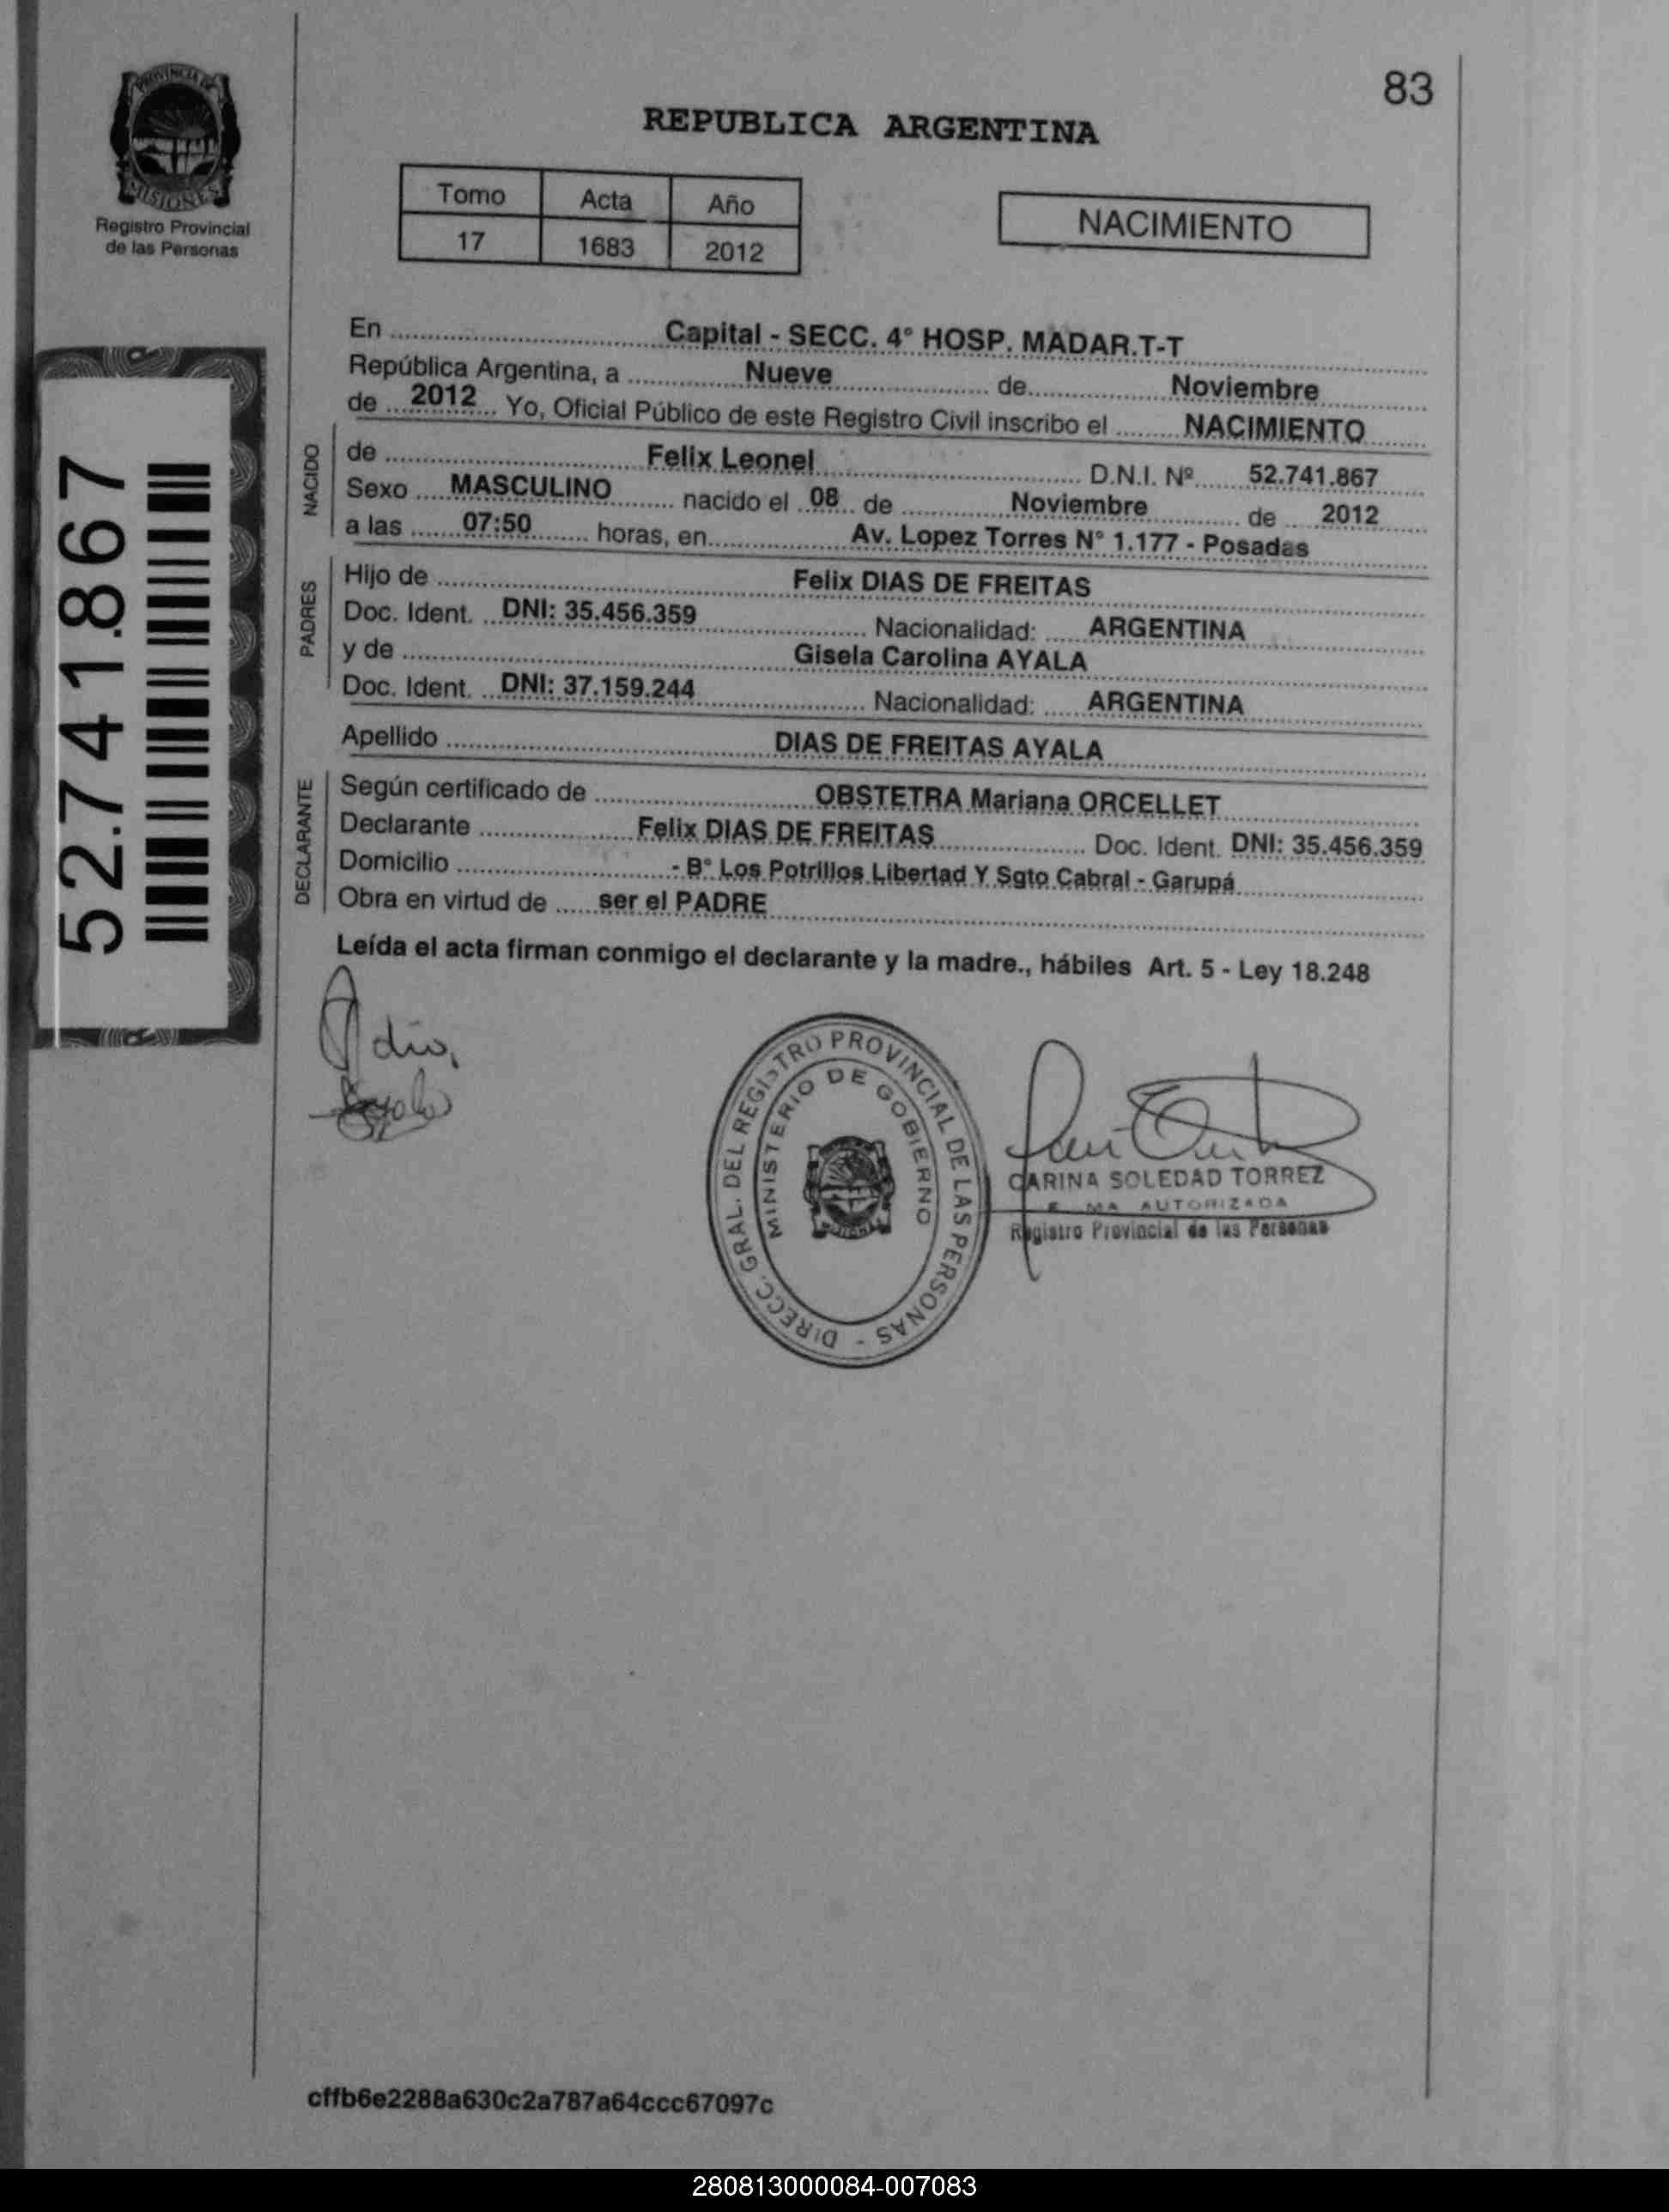 83
PROVINCIA DE
MISIONES
Registro Provincial
de las Personas
REPUBLICA ARGENTINA
Tomo Acta Año
17 1683 2012
NACIMIENTO
52.741.867
En Capital - SECC. 4° HOSP. MADAR.T-T
República Argentina, a Nueve de Noviembre
de 2012 Yo, Oficial Público de este Registro Civil inscribo el NACIMIENTO
NACIDO
de Felix Leonel D.N.I. Nº 52.741.867
Sexo MASCULINO nacido el 08 de Noviembre de 2012
a las 07:50 horas, en Av. Lopez Torres N° 1.177 - Posadas
PADRES
Hijo de Felix DIAS DE FREITAS
Doc. Ident. DNI: 35.456.359 Nacionalidad: ARGENTINA
y de Gisela Carolina AYALA
Doc. Ident. DNI: 37.159.244 Nacionalidad: ARGENTINA
Apellido DIAS DE FREITAS AYALA
DECLARANTE
Según certificado de OBSTETRA Mariana ORCELLET
Declarante Felix DIAS DE FREITAS Doc. Ident. DNI: 35.456.359
Domicilio - B° Los Potrillos Libertad Y Sgto Cabral - Garupá
Obra en virtud de ser el PADRE
Leída el acta firman conmigo el declarante y la madre., hábiles Art. 5 - Ley 18.248
DIRECC. GRAL. DEL REGISTRO PROVINCIAL DE LAS PERSONAS -
MINISTERIO DE GOBIERNO
CARINA SOLEDAD TORREZ
AUTORIZADA
Registro Provincial de las Personas
cffb6e2288a630c2a787a64ccc67097c
280813000084-007083